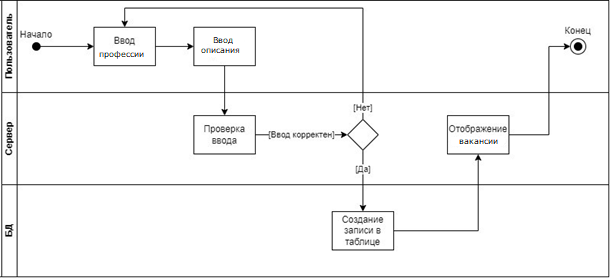 Пользователь
Начало
Ввод
профессии
Ввод
описания
Конец
Сервер
Проверка
ввода
[Ввод корректен]
[Нет]
[Да]
Отображение
вакансии
БД
Создание
записи в
таблице